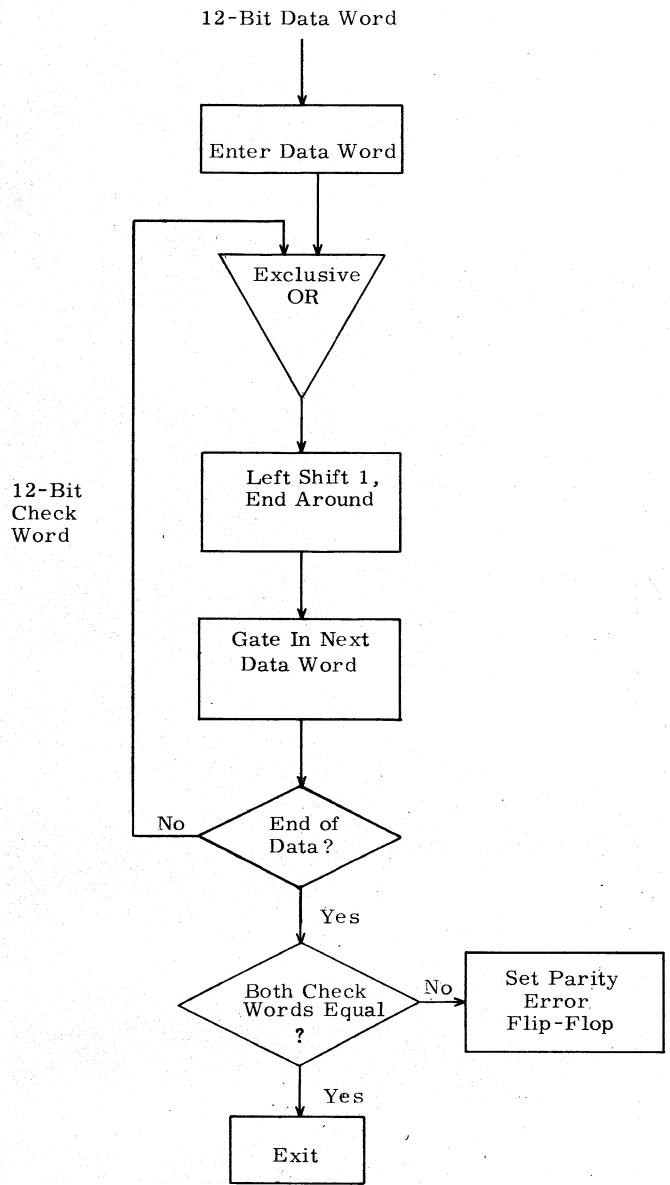 12-Bit Data Word
Enter Data Word
Exclusive
OR
Left Shift 1,
End Around
12-Bit
Check
Word
Gate In Next
Data Word
No
End of
Data?
Yes
Both Check
Words Equal
?
No
Set Parity
Error
Flip-Flop
Yes
Exit